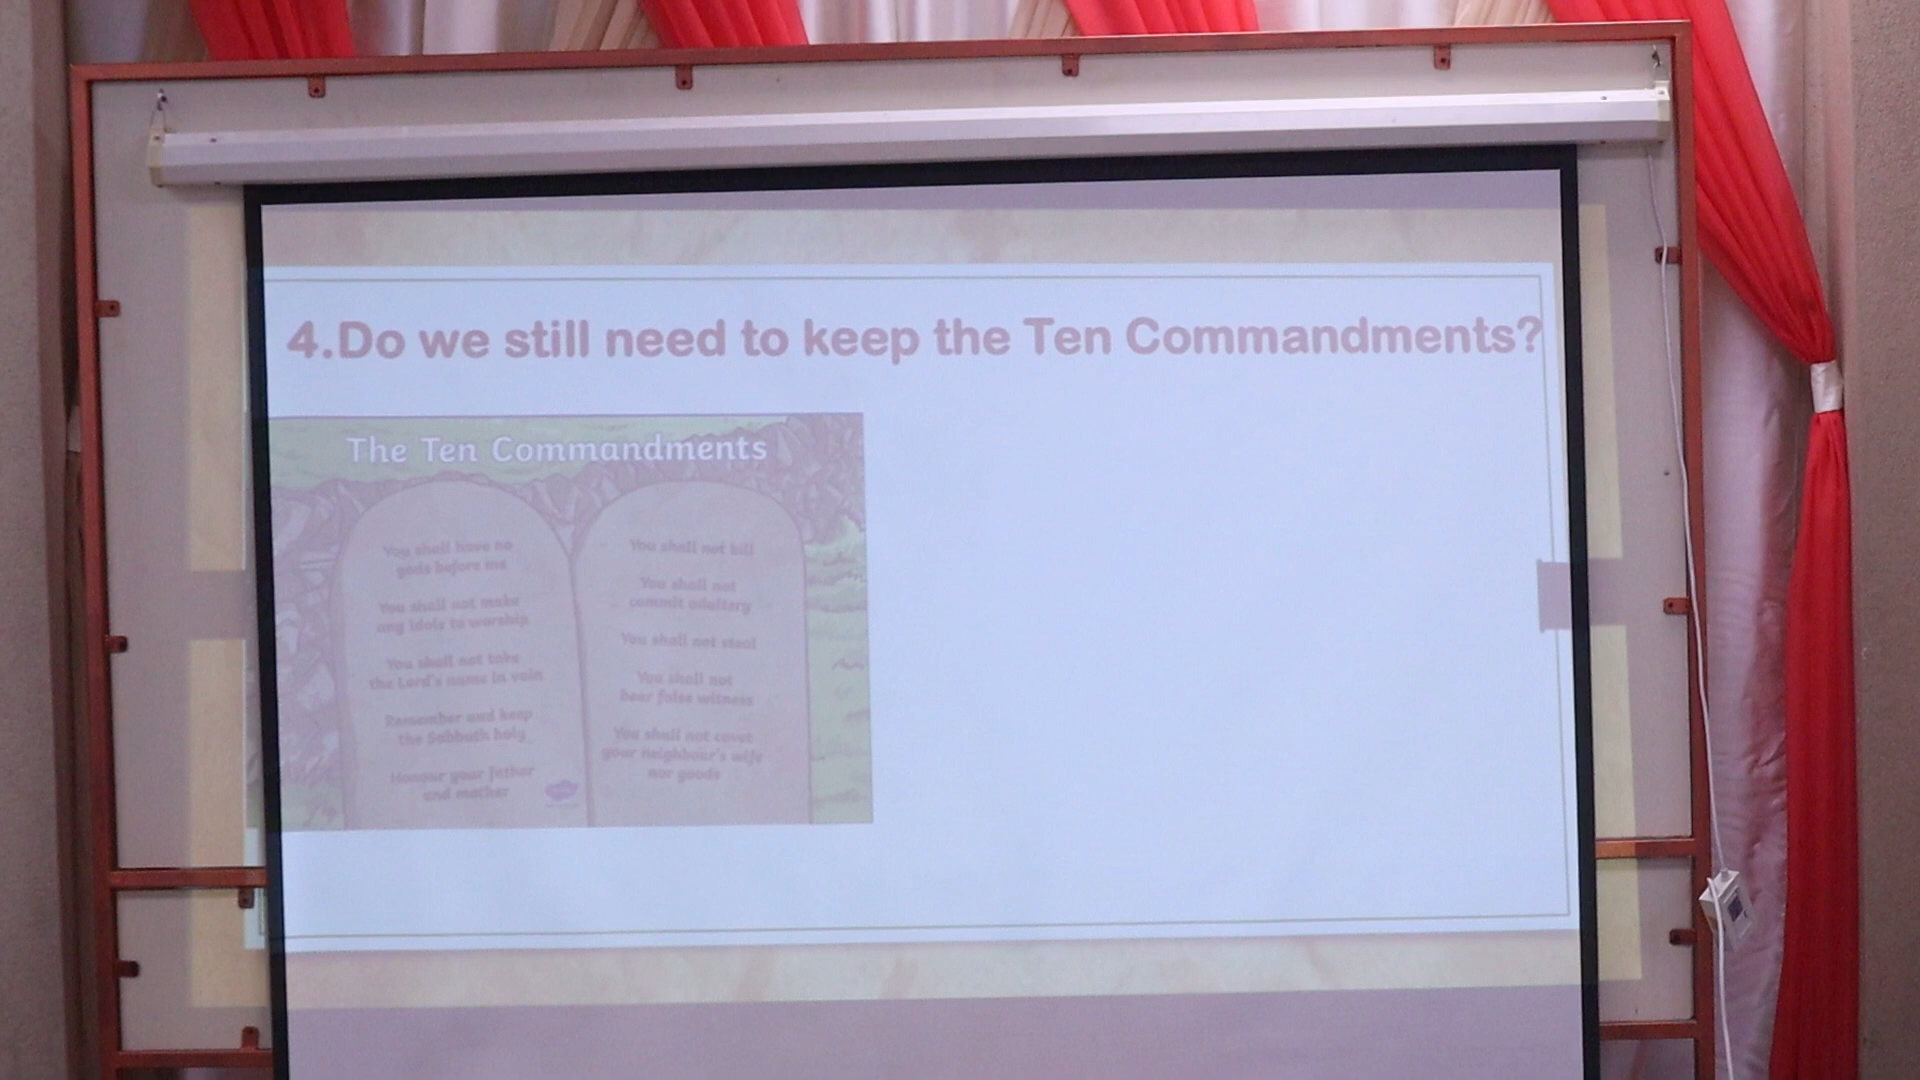 4.Do we still need to keep the Ten Commandments?
The Ten Commandments
You shall have no
gods before me
You shall not make
any idols to worship
You shall not take
the Lord's name in vain
Remember and keep
the Sabbath holy
Honour your father
and mother
You shall not kill
You shall not
commit adultery
You shall not steal
You shall not
bear false witness
You shall not covet
your neighbour's wife
nor goods